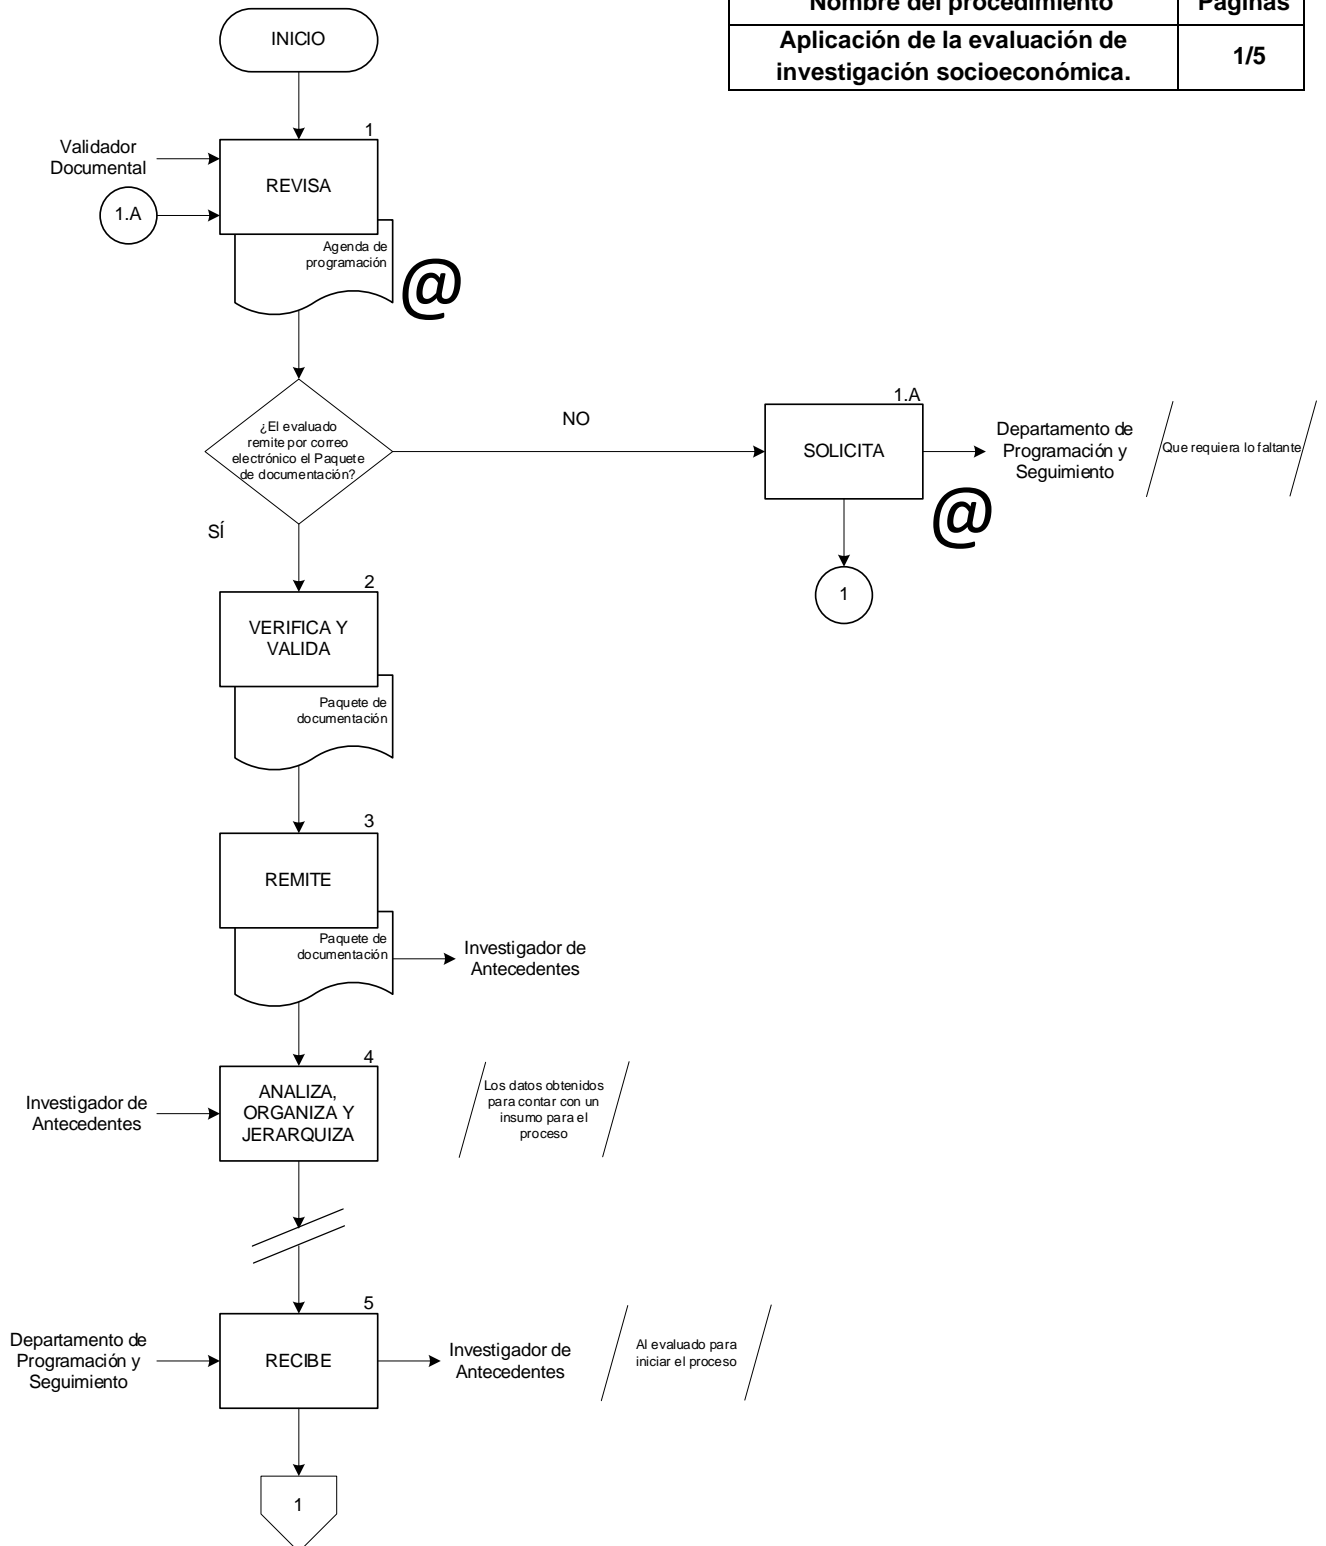 Nombre del procedimiento
Páginas
Aplicación de la evaluación de
investigación socioeconómica.
1/5
INICIO
1
Validador
Documental
REVISA
1.A
Agenda de
programación
@
¿El evaluado
remite por correo
electrónico el Paquete
de documentación?
NO
1.A
SOLICITA
Departamento de
Programación y
Seguimiento
Que requiera lo faltante
@
1
SÍ
2
VERIFICA Y
VALIDA
Paquete de
documentación
3
REMITE
Paquete de
documentación
Investigador de
Antecedentes
4
Investigador de
Antecedentes
ANALIZA,
ORGANIZA Y
JERARQUIZA
Los datos obtenidos
para contar con un
insumo para el
proceso
5
Departamento de
Programación y
Seguimiento
RECIBE
Investigador de
Antecedentes
Al evaluado para
iniciar el proceso
1